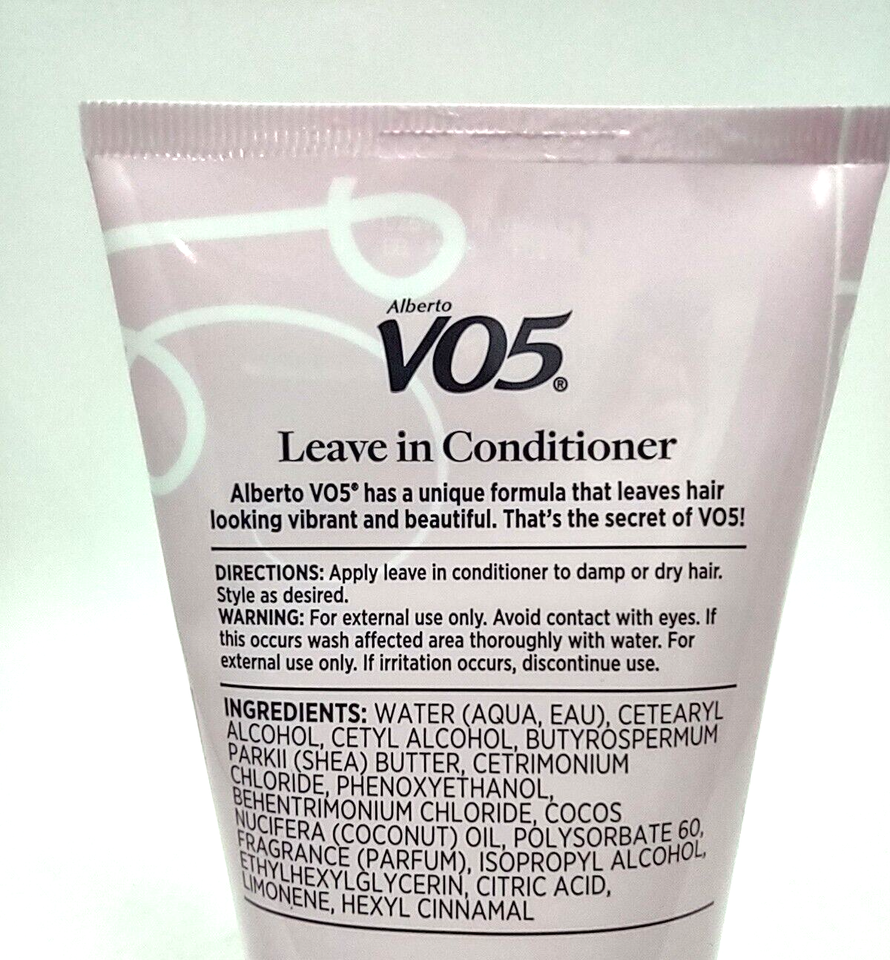 Alberto
VO5®
Leave in Conditioner
Alberto VO5® has a unique formula that leaves hair
looking vibrant and beautiful. That's the secret of VO5!
DIRECTIONS: Apply leave in conditioner to damp or dry hair.
Style as desired.
WARNING: For external use only. Avoid contact with eyes. If
this occurs wash affected area thoroughly with water. For
external use only. If irritation occurs, discontinue use.
INGREDIENTS: WATER (AQUA, EAU), CETEARYL
ALCOHOL, CETYL ALCOHOL, BUTYROSPERMUM
PARKII (SHEA) BUTTER, CETRIMONIUM
CHLORIDE, PHENOXYETHANOL,
BEHENTRIMONIUM CHLORIDE, COCOS
NUCIFERA (COCONUT) OIL, POLYSORBATE 60,
FRAGRANCE (PARFUM), ISOPROPYL ALCOHOL,
ETHYLHEXYLGLYCERIN, CITRIC ACID,
LIMONENE, HEXYL CINNAMAL